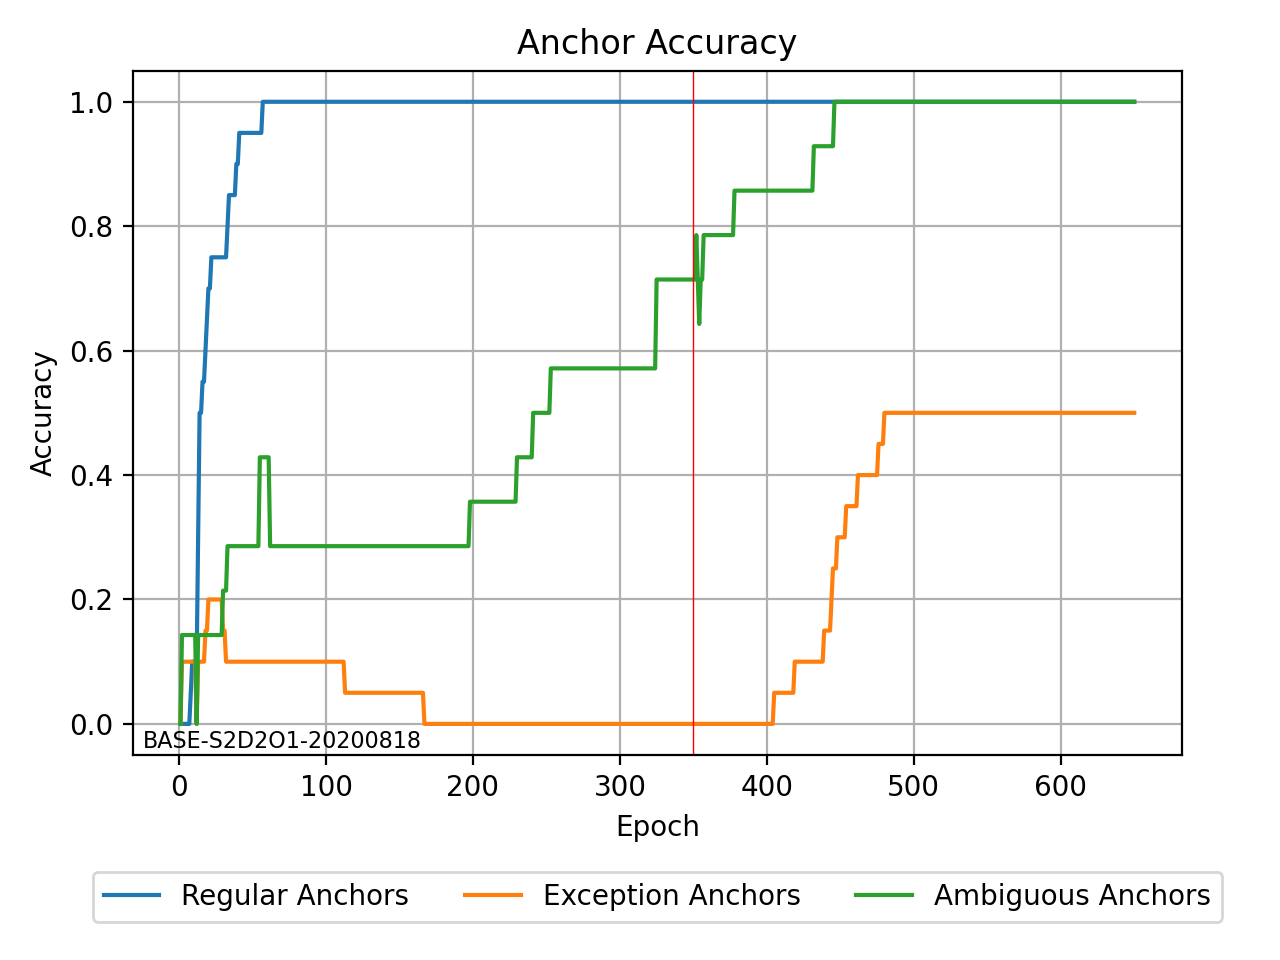 Anchor Accuracy
1.0
0.8
0.6
0.4
0.2
0.0
Accuracy
BASE-S2D2O1-20200818
0 100 200 300 400 500 600
Epoch
Regular Anchors Exception Anchors Ambiguous Anchors